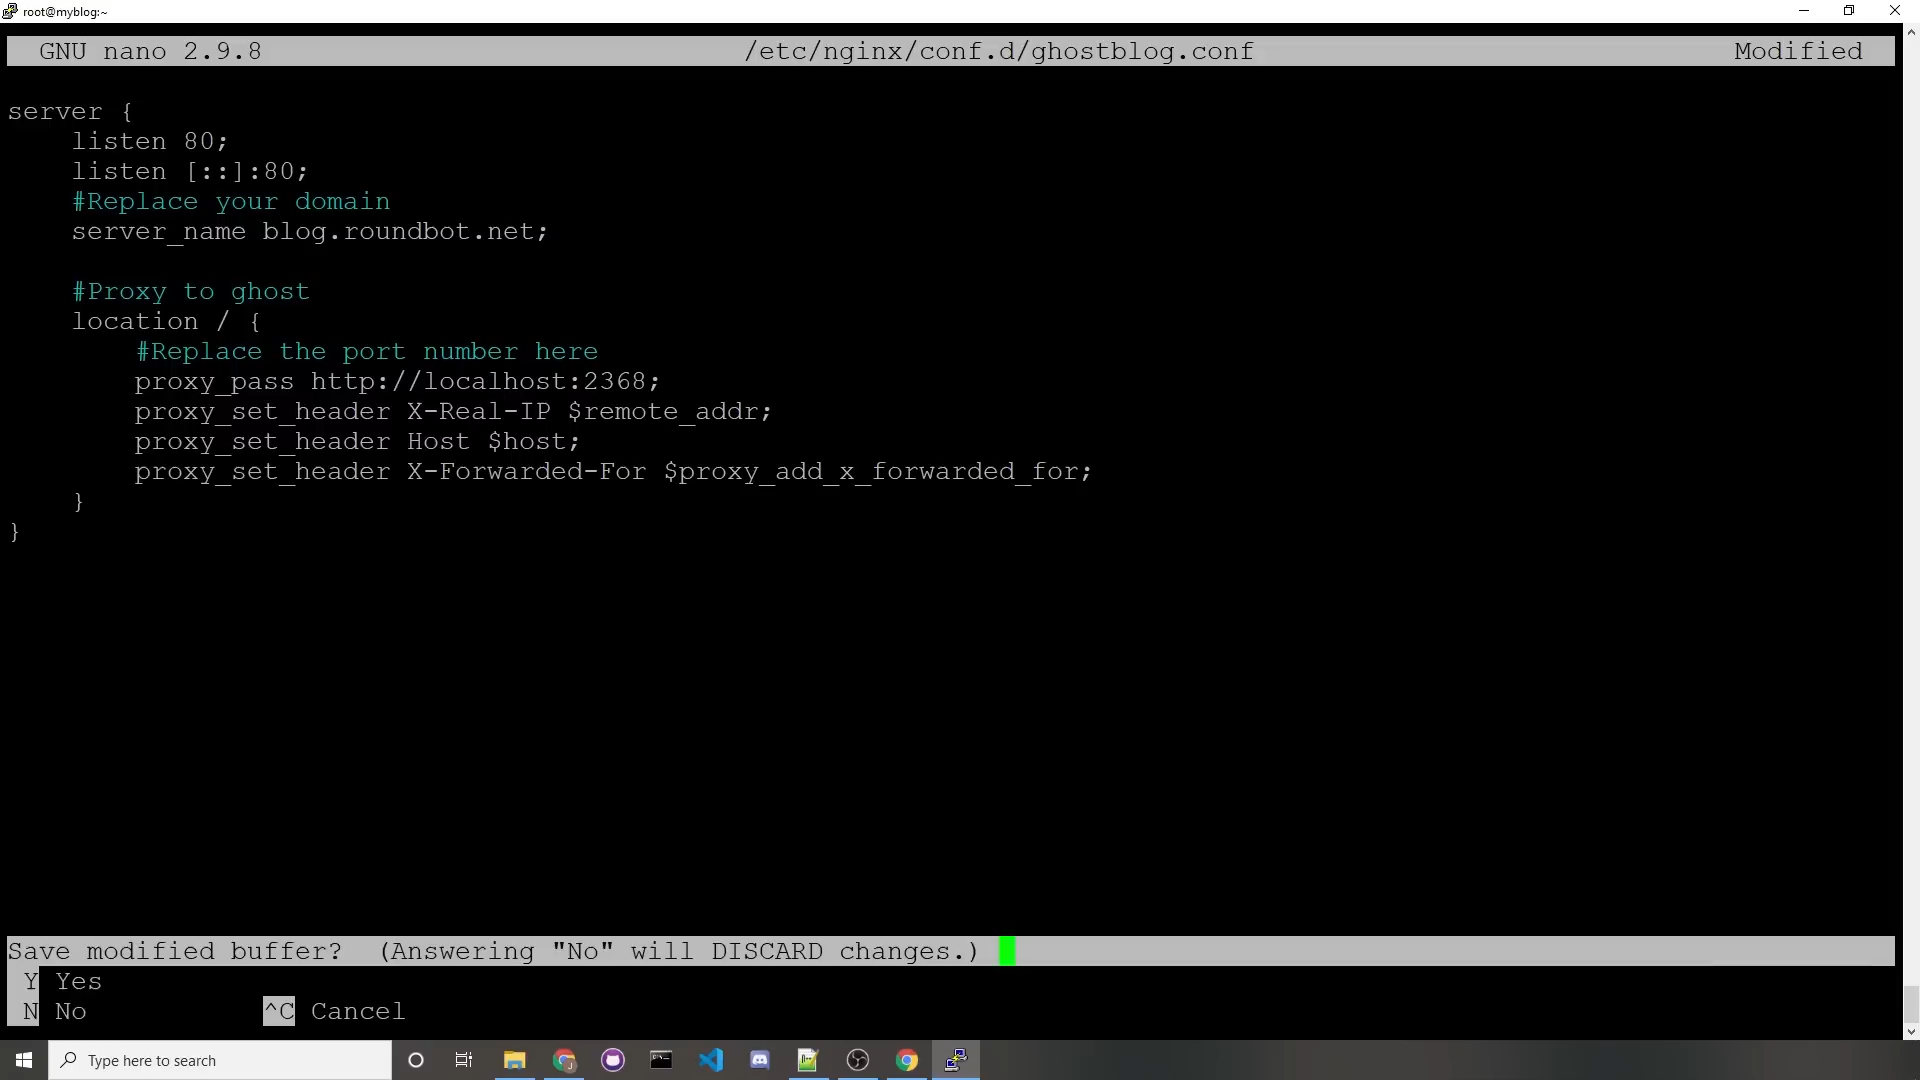 root@myblog:~
GNU nano 2.9.8 /etc/nginx/conf.d/ghostblog.conf Modified
server {
listen 80;
listen [::]:80;
#Replace your domain
server_name blog.roundbot.net;
#Proxy to ghost
location / {
#Replace the port number here
proxy_pass http://localhost:2368;
proxy_set_header X-Real-IP $remote_addr;
proxy_set_header Host $host;
proxy_set_header X-Forwarded-For $proxy_add_x_forwarded_for;
}
}
Save modified buffer? (Answering "No" will DISCARD changes.)
Y Yes
N No ^C Cancel
Type here to search